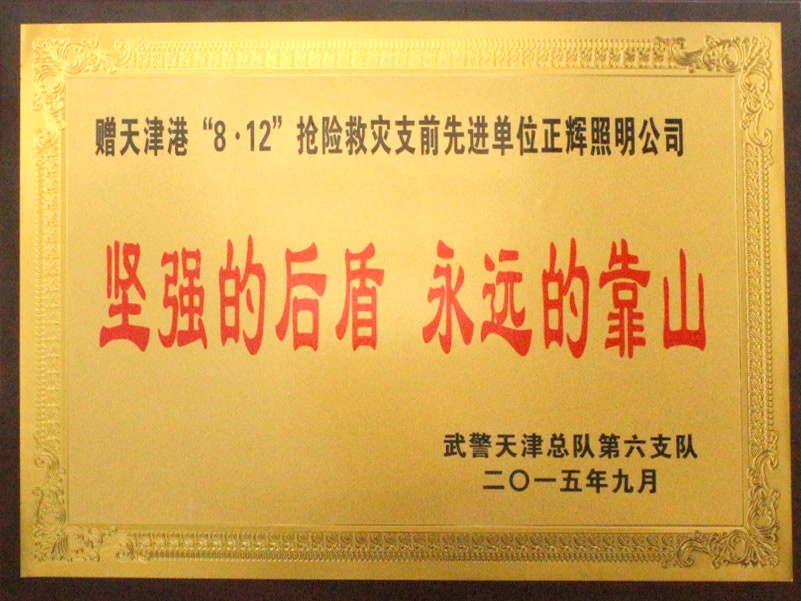 赠天津港“8·12”抢险救灾支前先进单位正辉照明公司
坚强的后盾 永远的靠山
武警天津总队第六支队
二〇一五年九月